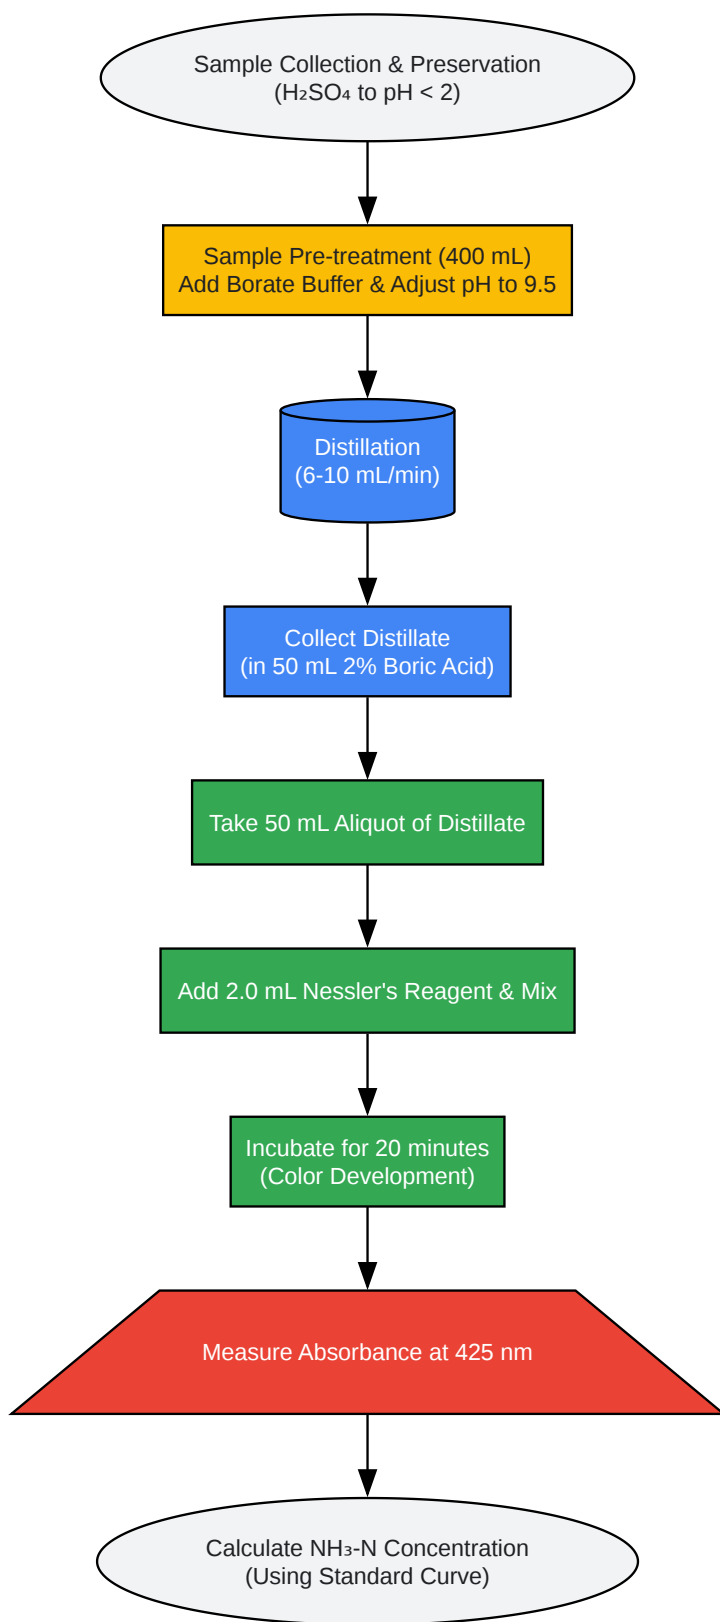 Sample Collection & Preservation
(H₂SO₄ to pH < 2)
Sample Pre-treatment (400 mL)
Add Borate Buffer & Adjust pH to 9.5
Distillation
(6-10 mL/min)
Collect Distillate
(in 50 mL 2% Boric Acid)
Take 50 mL Aliquot of Distillate
Add 2.0 mL Nessler's Reagent & Mix
Incubate for 20 minutes
(Color Development)
Measure Absorbance at 425 nm
Calculate NH₃-N Concentration
(Using Standard Curve)